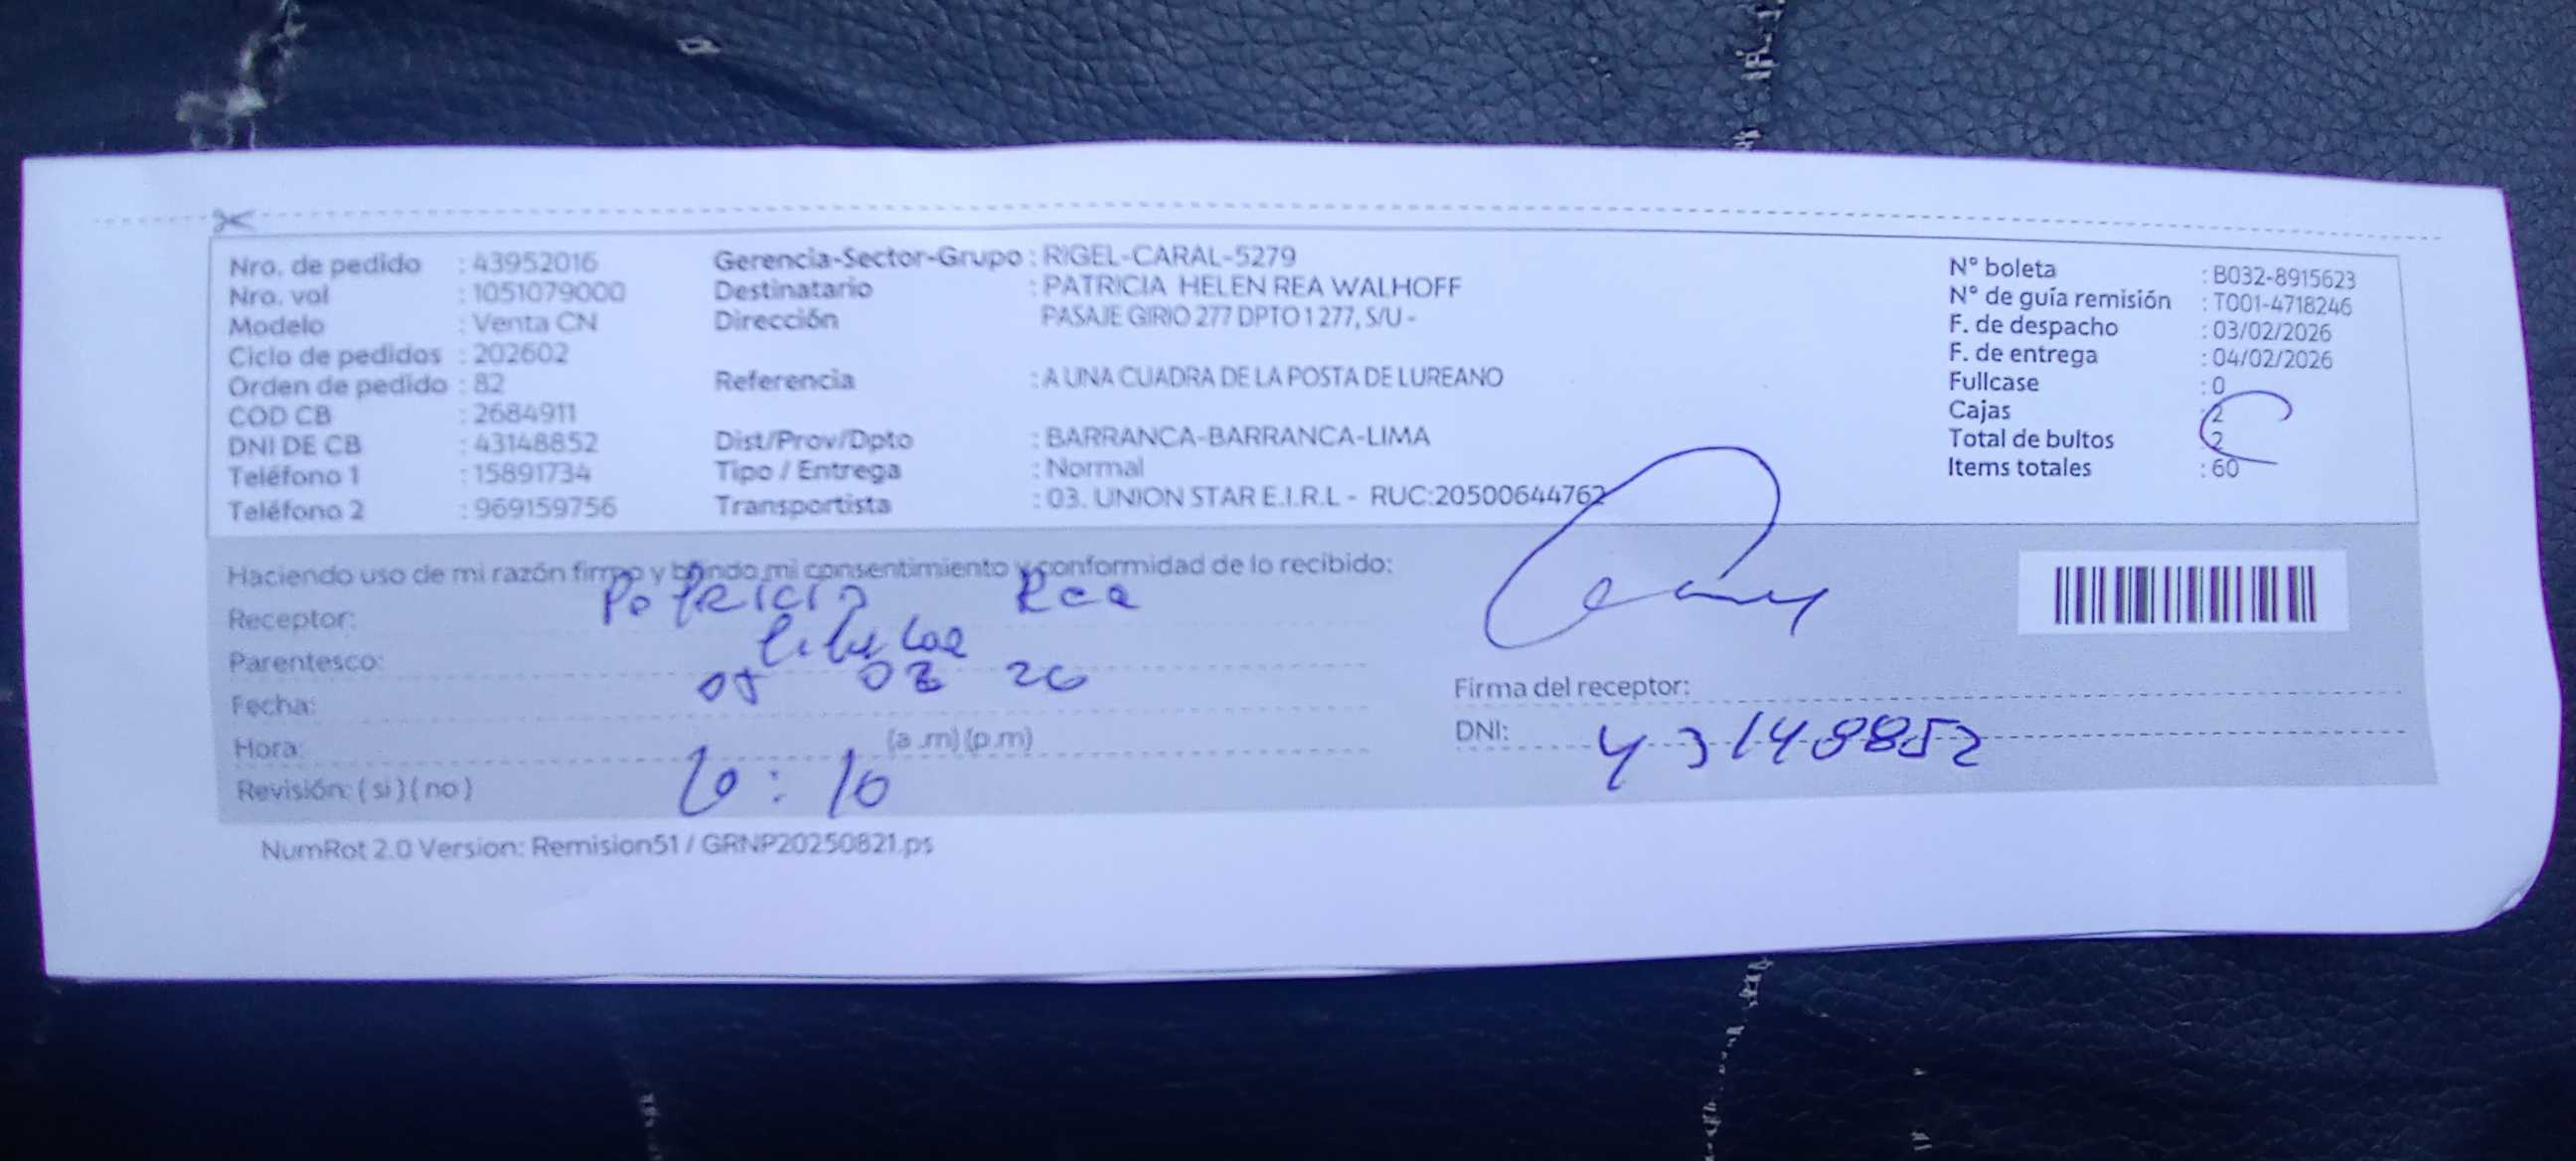 Nro. de pedido : 43952016
Nro. vol : 1051079000
Modelo : Venta CN
Ciclo de pedidos : 202602
Orden de pedido : 82
COD CB : 2684911
DNI DE CB : 43148852
Teléfono 1 : 15891734
Teléfono 2 : 969159756
Gerencia-Sector-Grupo : RIGEL-CARAL-5279
Destinatario : PATRICIA HELEN REA WALHOFF
Dirección PASAJE GIRIO 277 DPTO 1 277, S/U -
Referencia : A UNA CUADRA DE LA POSTA DE LUREANO
Dist/Prov/Dpto : BARRANCA-BARRANCA-LIMA
Tipo / Entrega : Normal
Transportista : 03. UNION STAR E.I.R.L - RUC:20500644762
N° boleta : B032-8915623
N° de guía remisión : T001-4718246
F. de despacho : 03/02/2026
F. de entrega : 04/02/2026
Fullcase : 0
Cajas : 2
Total de bultos : 2
Items totales : 60
Haciendo uso de mi razón firmo y brindo mi consentimiento y conformidad de lo recibido:
Receptor: Patricia Rea
Parentesco:
Fecha: 02 26
Hora: (a .m) (p.m)
Revisión: ( si ) ( no ) 10 : 10
Firma del receptor:
DNI: 43148852
NumRot 2.0 Version: Remision51 / GRNP20250821.ps